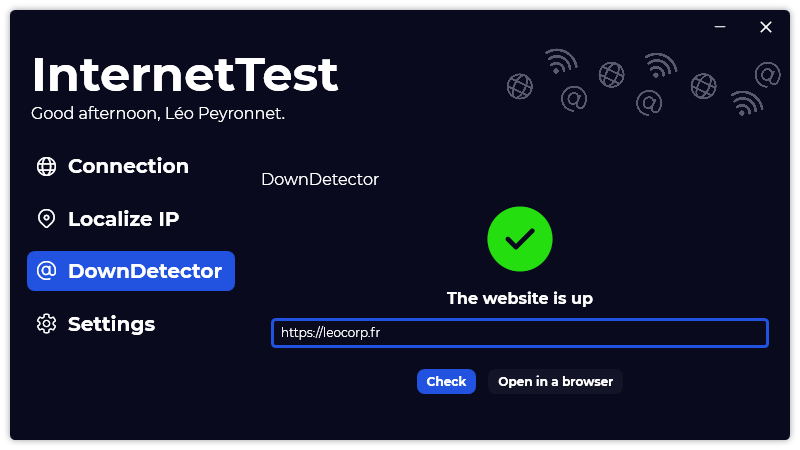 InternetTest
Good afternoon, Léo Peyronnet.
Connection
Localize IP
DownDetector
Settings
DownDetector
The website is up
https://leocorp.fr
Check
Open in a browser